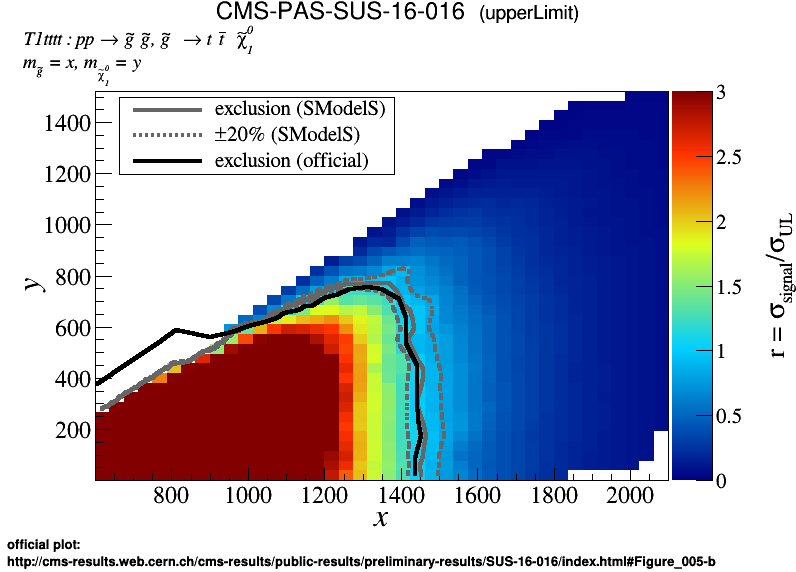 CMS-PAS-SUS-16-016 (upperLimit)
T1tttt : pp → g̃ g̃, g̃ → t t̄ χ̃₁⁰
m_g̃ = x, m_χ̃₁⁰ = y
exclusion (SModelS)
±20% (SModelS)
exclusion (official)
1400
1200
1000
800
600
400
200
y
800 1000 1200 1400 1600 1800 2000
x
3
2.5
2
1.5
1
0.5
0
r = σ_signal/σ_UL
official plot:
http://cms-results.web.cern.ch/cms-results/public-results/preliminary-results/SUS-16-016/index.html#Figure_005-b